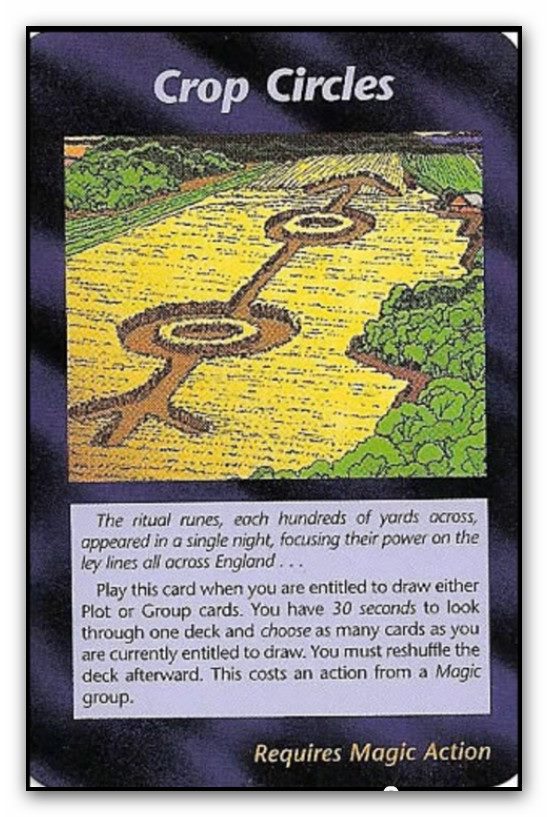 Crop Circles
The ritual runes, each hundreds of yards across,
appeared in a single night, focusing their power on the
ley lines all across England . . .
Play this card when you are entitled to draw either
Plot or Group cards. You have 30 seconds to look
through one deck and choose as many cards as you
are currently entitled to draw. You must reshuffle the
deck afterward. This costs an action from a Magic
group.
Requires Magic Action